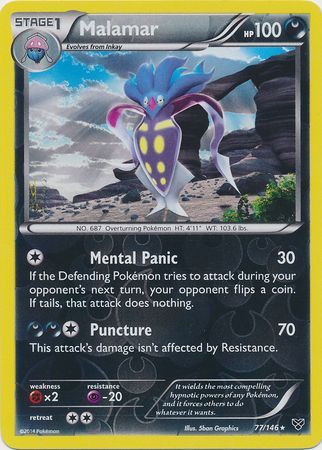 STAGE1
Malamar
HP100
Evolves from Inkay
NO. 687 Overturning Pokémon HT: 4'11" WT: 103.6 lbs.
Mental Panic 30
If the Defending Pokémon tries to attack during your
opponent's next turn, your opponent flips a coin.
If tails, that attack does nothing.
Puncture 70
This attack's damage isn't affected by Resistance.
weakness
×2
resistance
-20
retreat
It wields the most compelling
hypnotic powers of any Pokémon,
and it forces others to do
whatever it wants.
©2014 Pokémon
Illus. 5ban Graphics
77/146★